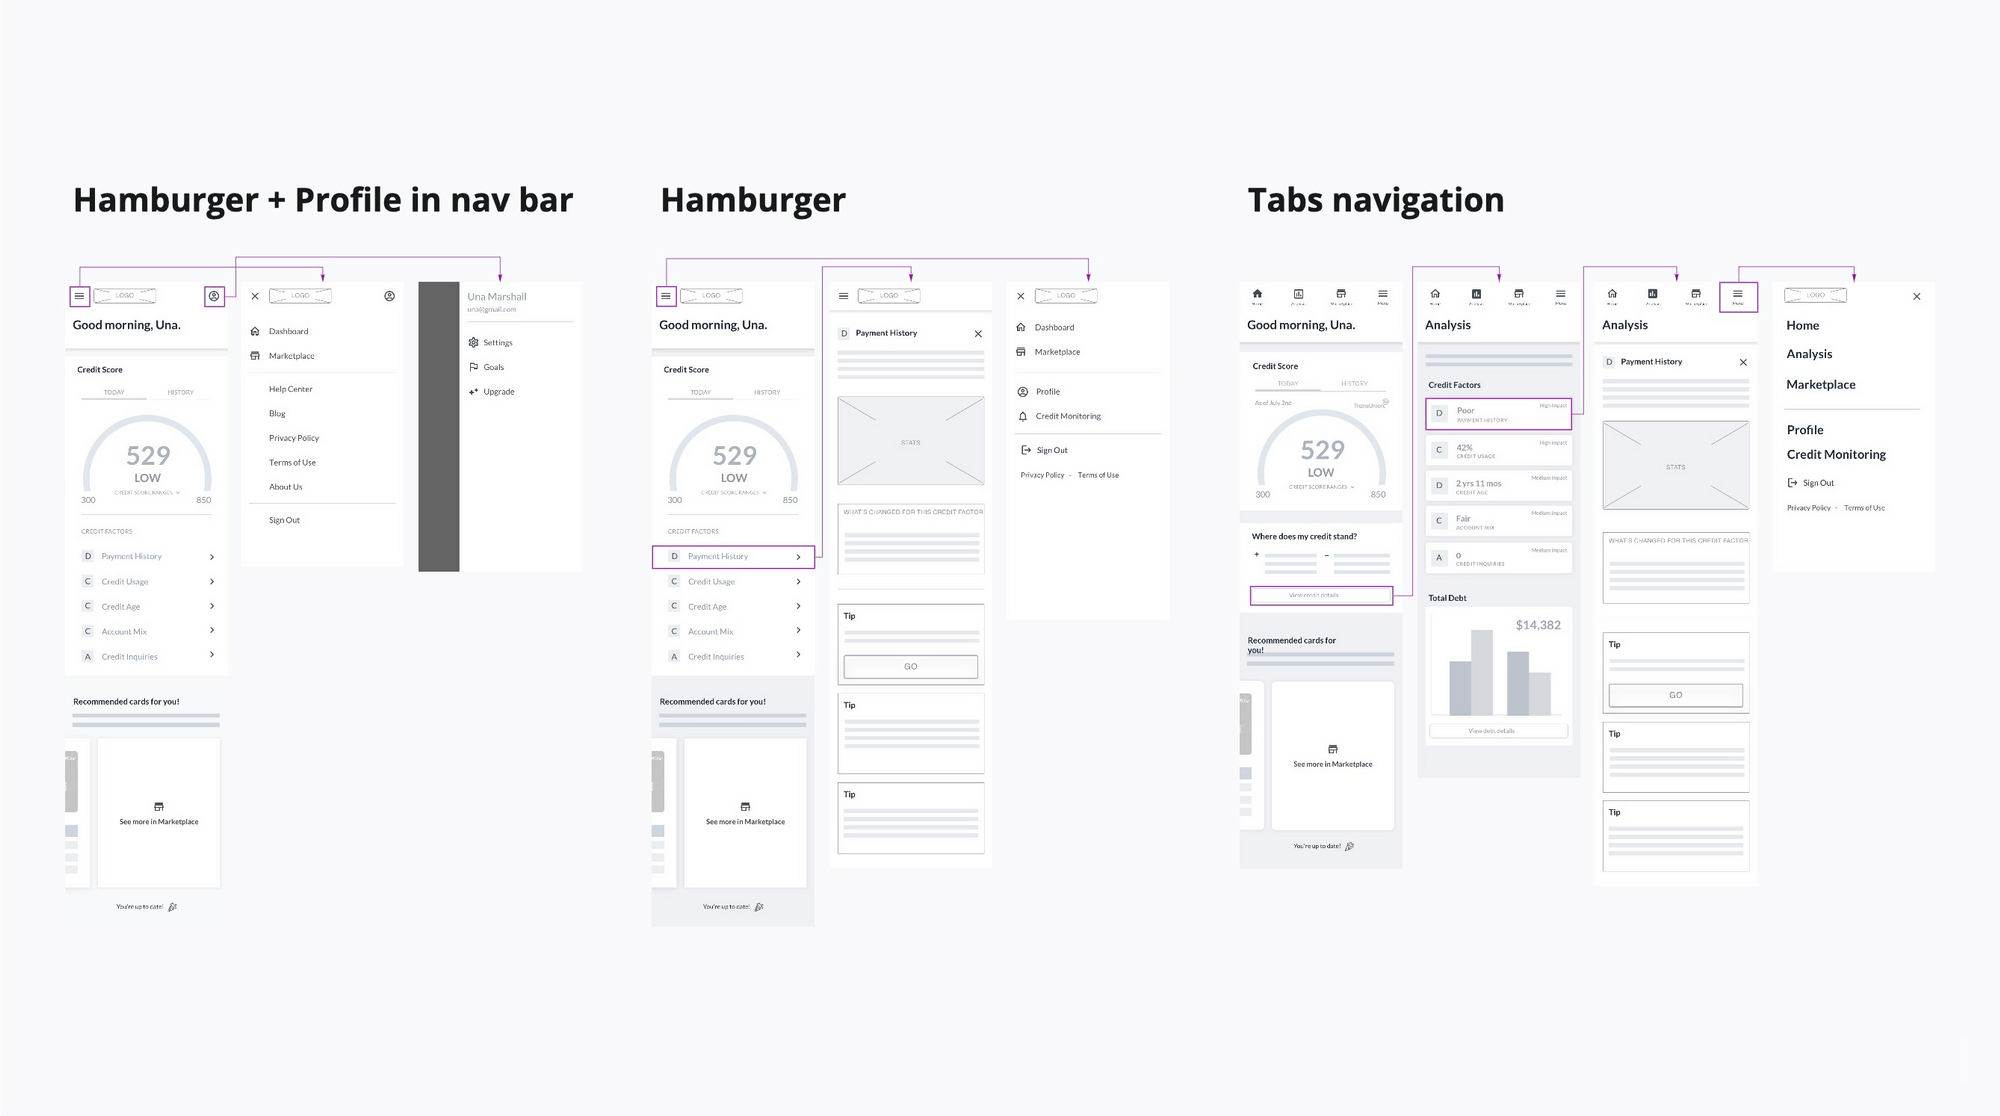 Hamburger + Profile in nav bar
LOGO
Good morning, Una.
Credit Score
TODAY HISTORY
529
LOW
CREDIT SCORE RANGES
300 850
CREDIT FACTORS
D Payment History
C Credit Usage
C Credit Age
C Account Mix
A Credit Inquiries
Recommended cards for you!
See more in Marketplace
You're up to date!
LOGO
Dashboard
Marketplace
Help Center
Blog
Privacy Policy
Terms of Use
About Us
Sign Out
Una Marshall
una@gmail.com
Settings
Goals
Upgrade
Hamburger
LOGO
Good morning, Una.
Credit Score
TODAY HISTORY
529
LOW
CREDIT SCORE RANGES
300 850
CREDIT FACTORS
D Payment History
C Credit Usage
C Credit Age
C Account Mix
A Credit Inquiries
Recommended cards for you!
See more in Marketplace
You're up to date!
LOGO
D Payment History
STATS
WHAT'S CHANGED FOR THIS CREDIT FACTOR
Tip
GO
Tip
Tip
LOGO
Dashboard
Marketplace
Profile
Credit Monitoring
Sign Out
Privacy Policy - Terms of Use
Tabs navigation
Good morning, Una.
Credit Score
TODAY HISTORY
As of July 2nd
TransUnion
529
LOW
CREDIT SCORE RANGES
300 850
Where does my credit stand?
+ –
View credit details
Recommended cards for
you!
See more in Marketplace
You're up to date!
Analysis
Credit Factors
D Poor High Impact
PAYMENT HISTORY
C 42% High Impact
CREDIT USAGE
D 2 yrs 11 mos Medium Impact
CREDIT AGE
C Fair Medium Impact
ACCOUNT MIX
A 0 Medium Impact
CREDIT INQUIRIES
Total Debt
$14,382
View debt details
Analysis
D Payment History
STATS
WHAT'S CHANGED FOR THIS CREDIT FACTOR
Tip
GO
Tip
Tip
LOGO
Home
Analysis
Marketplace
Profile
Credit Monitoring
Sign Out
Privacy Policy - Terms of Use